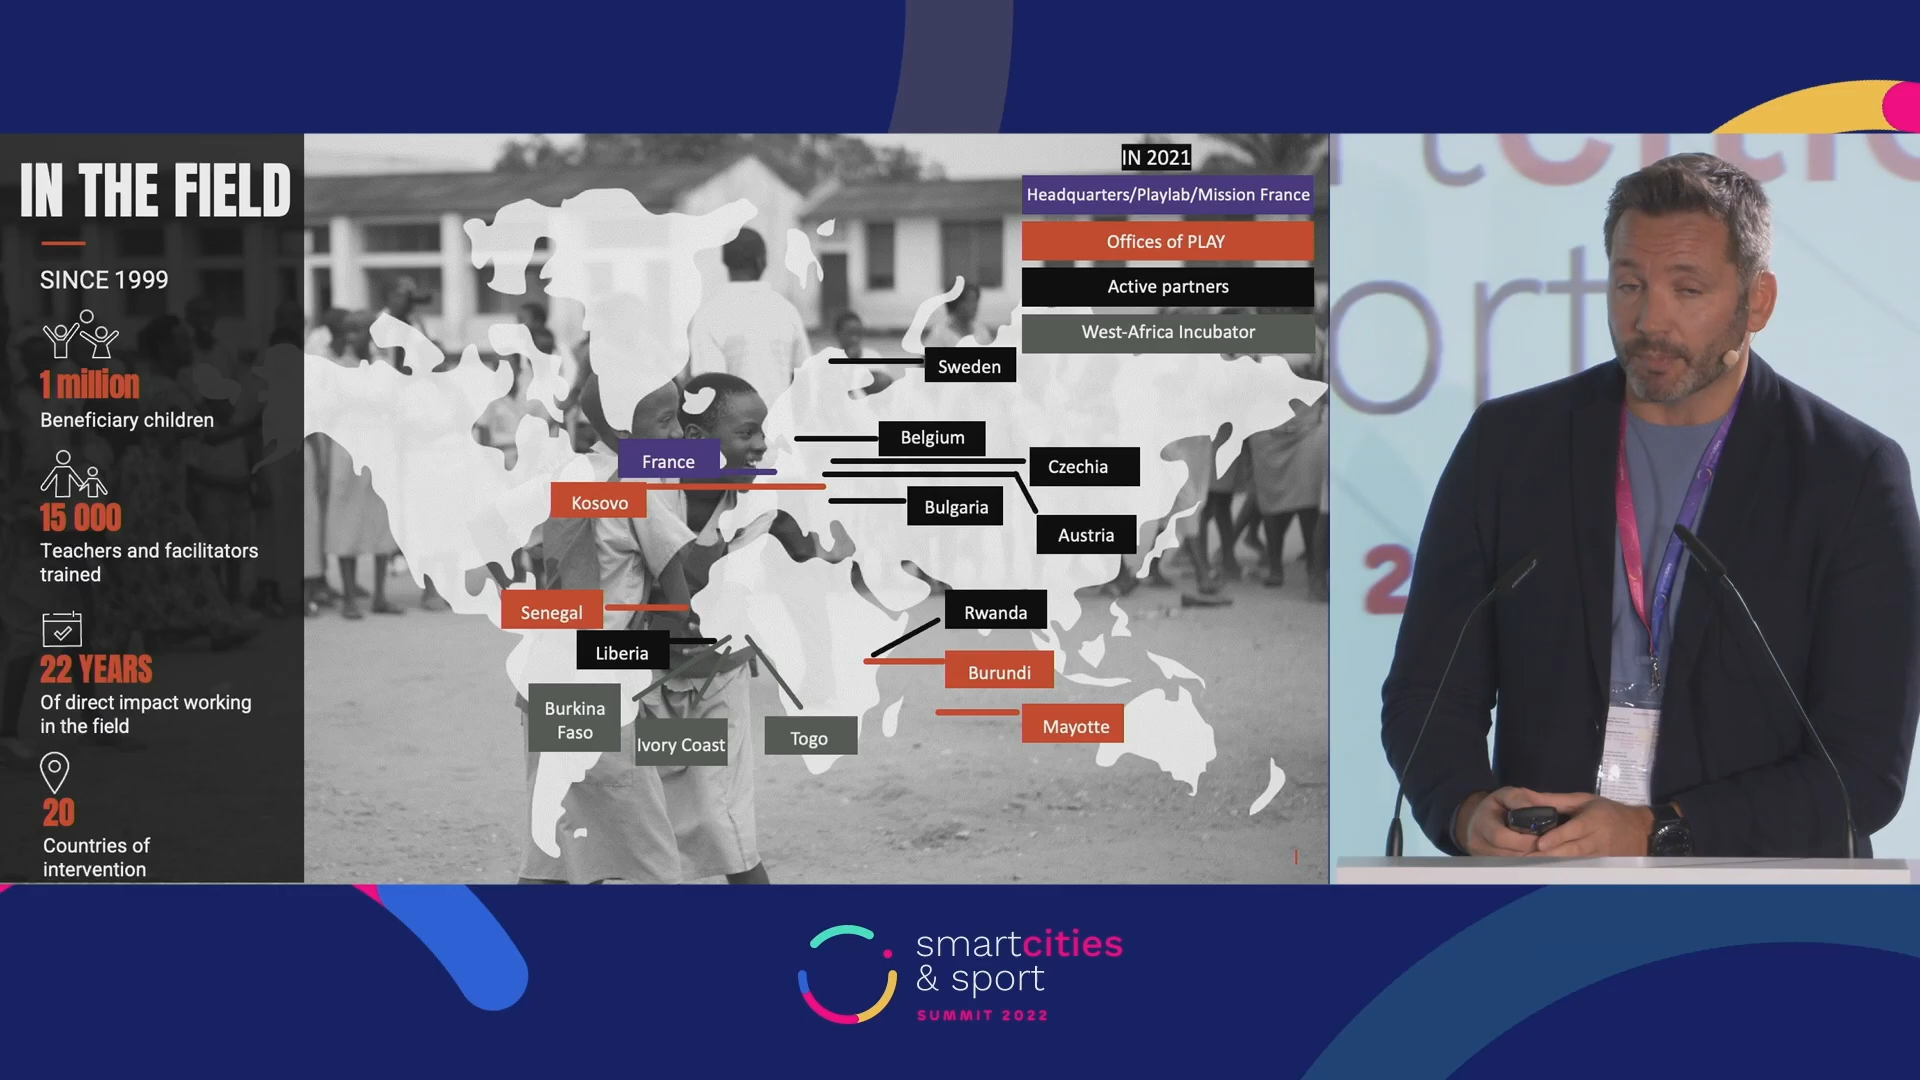 IN THE FIELD
SINCE 1999
1 million
Beneficiary children
15 000
Teachers and facilitators
trained
22 YEARS
Of direct impact working
in the field
20
Countries of
intervention
IN 2021
Headquarters/Playlab/Mission France
Offices of PLAY
Active partners
West-Africa Incubator
Sweden
Belgium
France
Czechia
Kosovo
Bulgaria
Austria
Senegal
Rwanda
Liberia
Burundi
Burkina
Faso
Ivory Coast
Togo
Mayotte
ort
2
smartcities
& sport
SUMMIT 2022